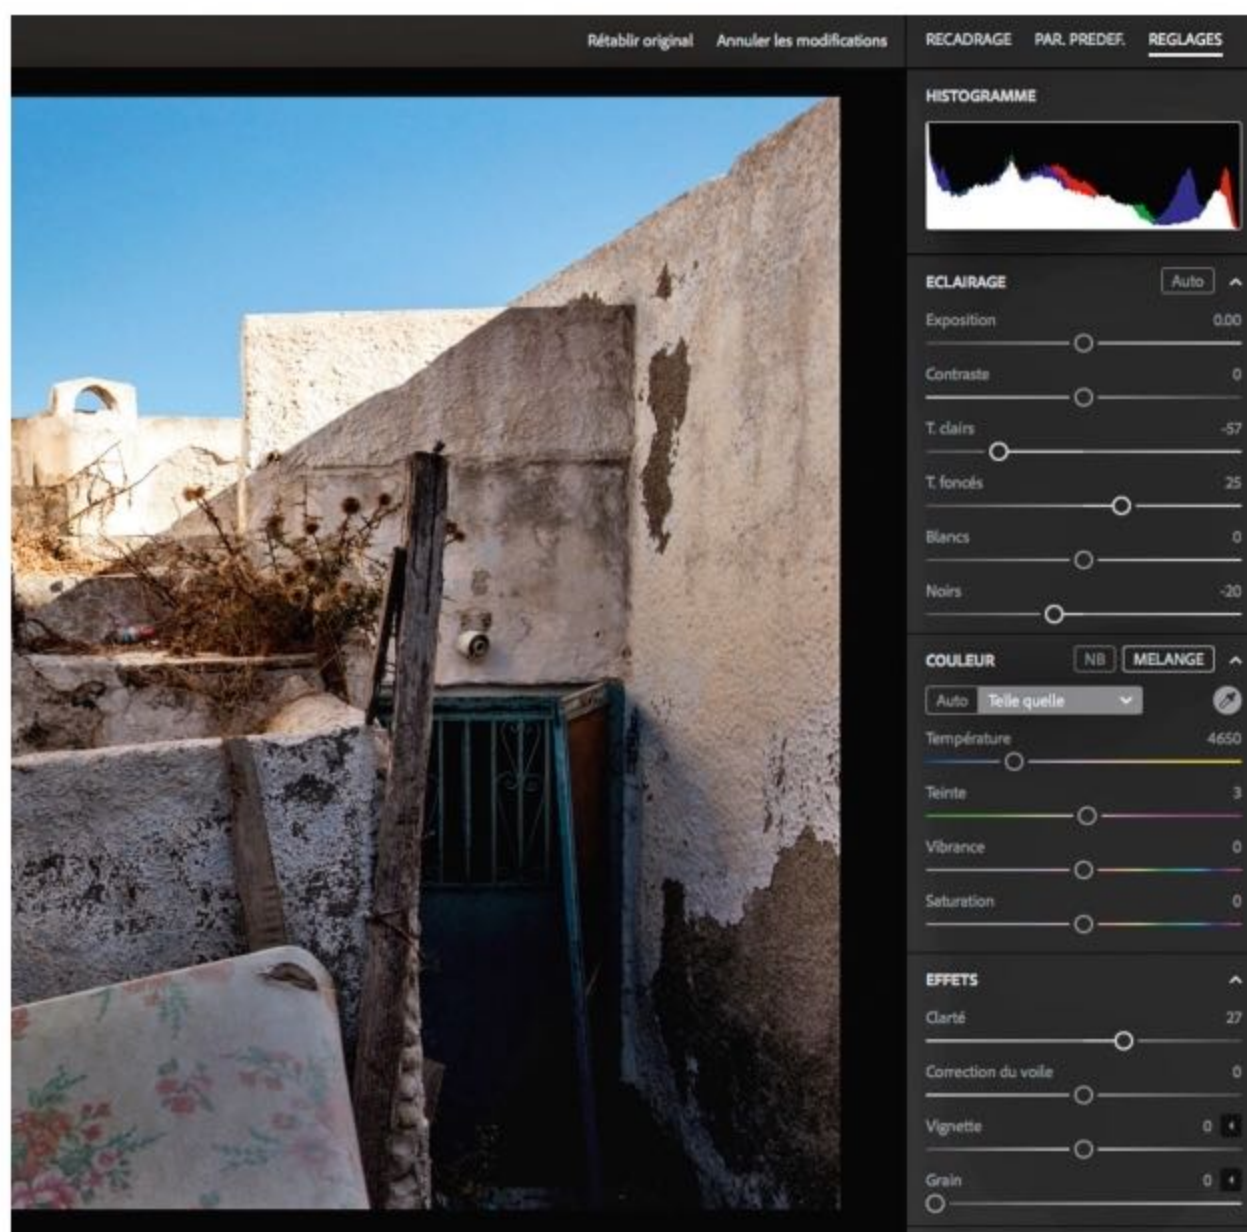 Rétablir original Annuler les modifications RECADRAGE PAR. PREDEF. REGLAGES
HISTOGRAMME
ECLAIRAGE Auto
Exposition 0.00
Contraste 0
T. clairs -57
T. foncés 25
Blancs 0
Noirs -20
COULEUR NB MELANGE
Auto Telle quelle
Température 4650
Teinte 3
Vibrance 0
Saturation 0
EFFETS
Clarté 27
Correction du voile 0
Vignette 0
Grain 0